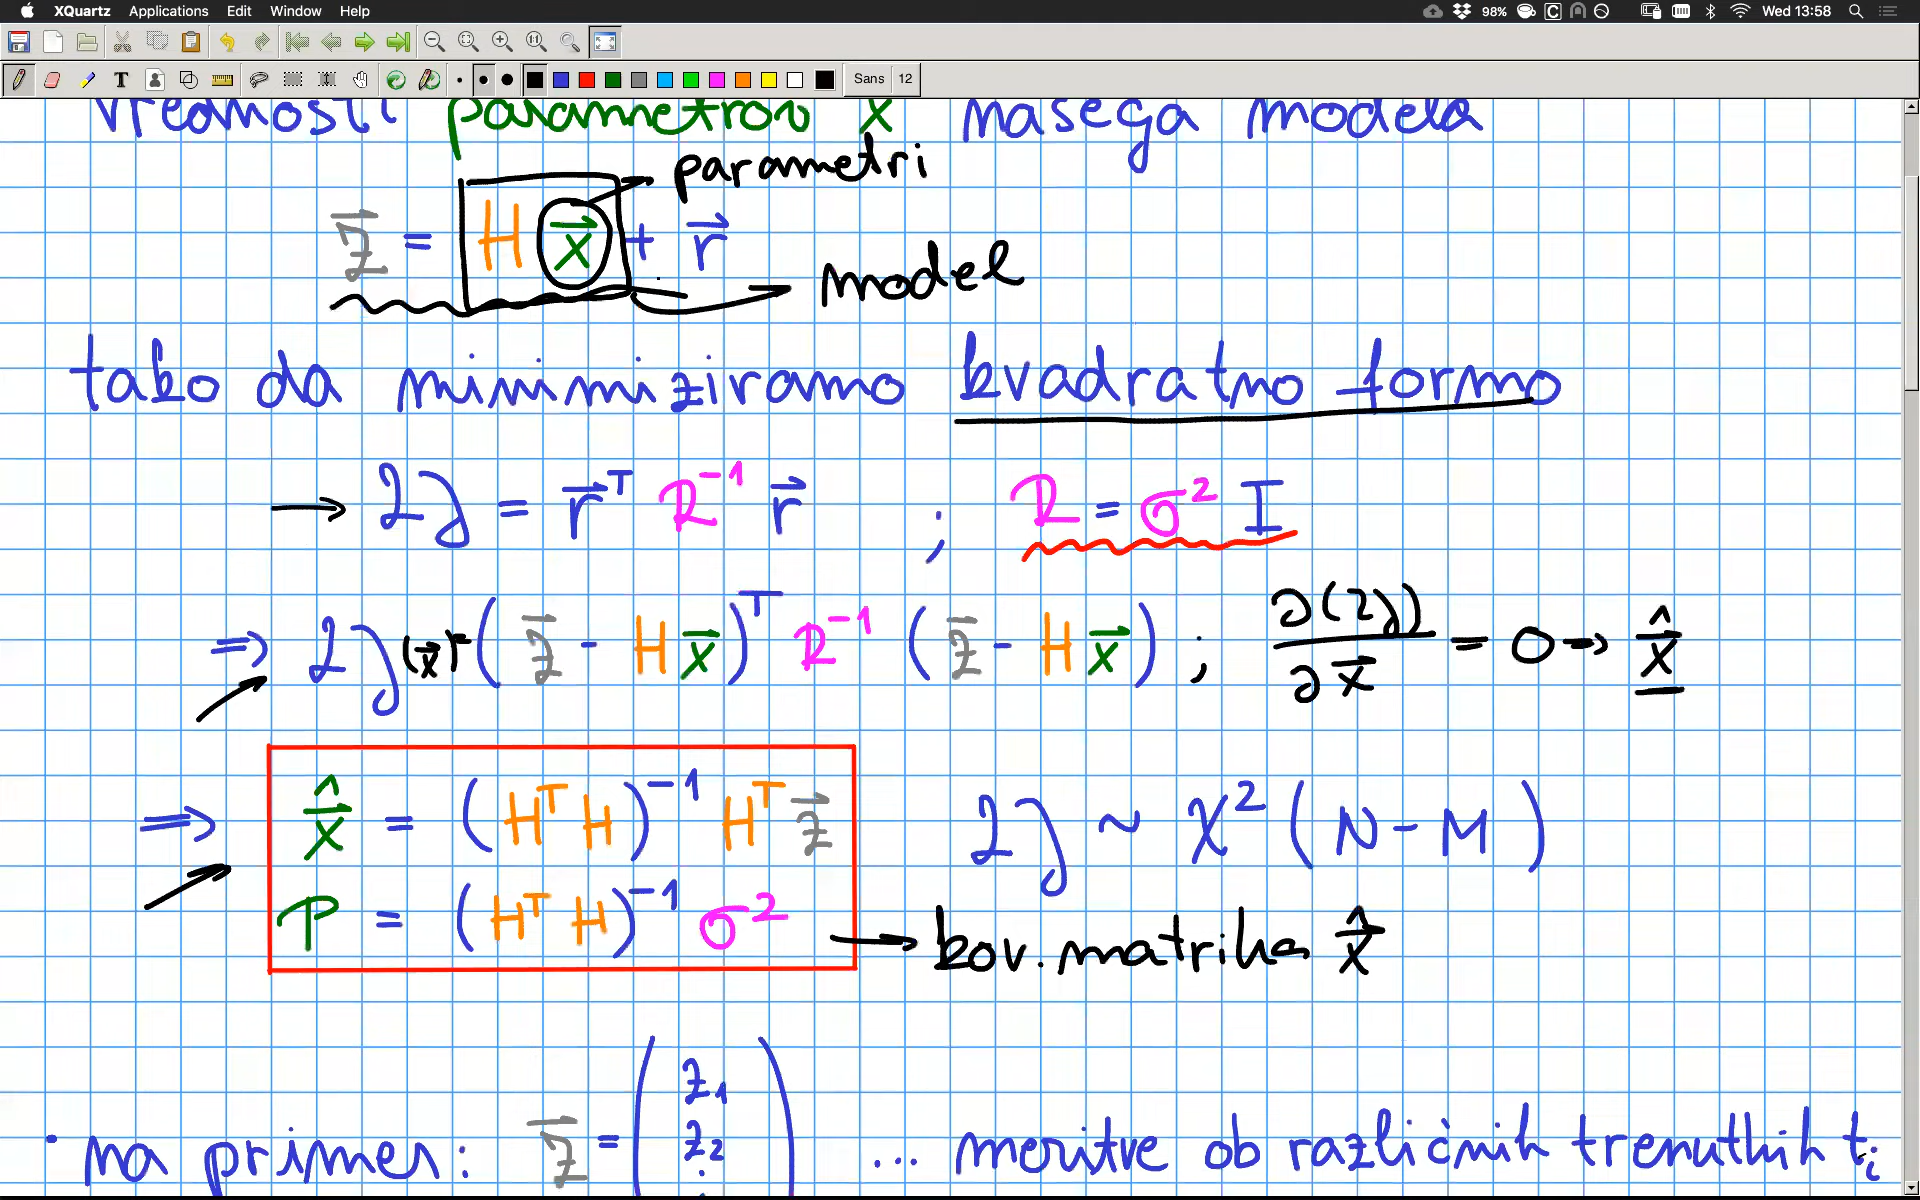 XQuartz Applications Edit Window Help 98% Wed 13:58
Sans 12
vrednosti parametrov x našega modela
z = H x + r
parametri
model
tako da minimiziramo kvadratno formo
→ 2J = r^T R^-1 r ; R = σ^2 I
⇒ 2J(x) = (z - H x)^T R^-1 (z - H x) ; ∂(2J)/∂x = 0 ⇒ x̂
⇒ x̂ = (H^T H)^-1 H^T z 2J ~ χ^2 (N - M)
P = (H^T H)^-1 σ^2 → kov. matrika x̂
• na primer: z = ( z1 z2 ⋮ ... meritve ob različnih trenutkih ti